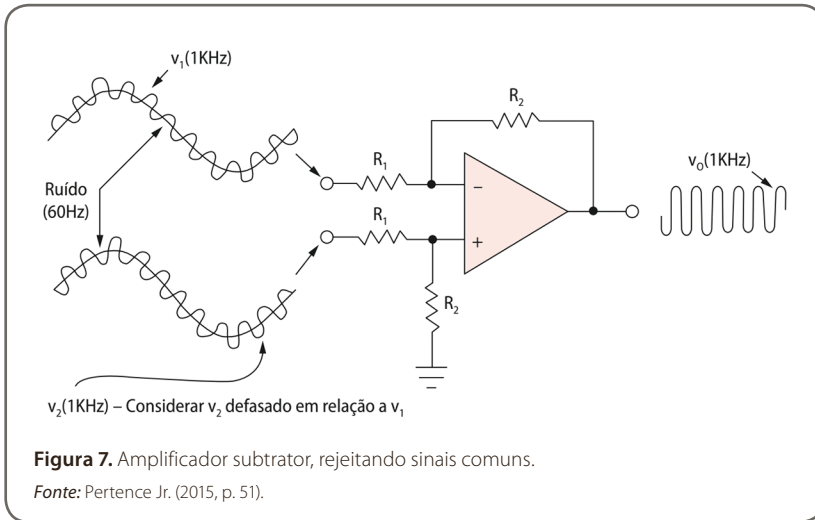 v₁(1KHz)
R₂
R₁
v₀(1KHz)
Ruído
(60Hz)
R₁
R₂
v₂(1KHz) – Considerar v₂ defasado em relação a v₁
Figura 7. Amplificador subtrator, rejeitando sinais comuns.
Fonte: Pertence Jr. (2015, p. 51).